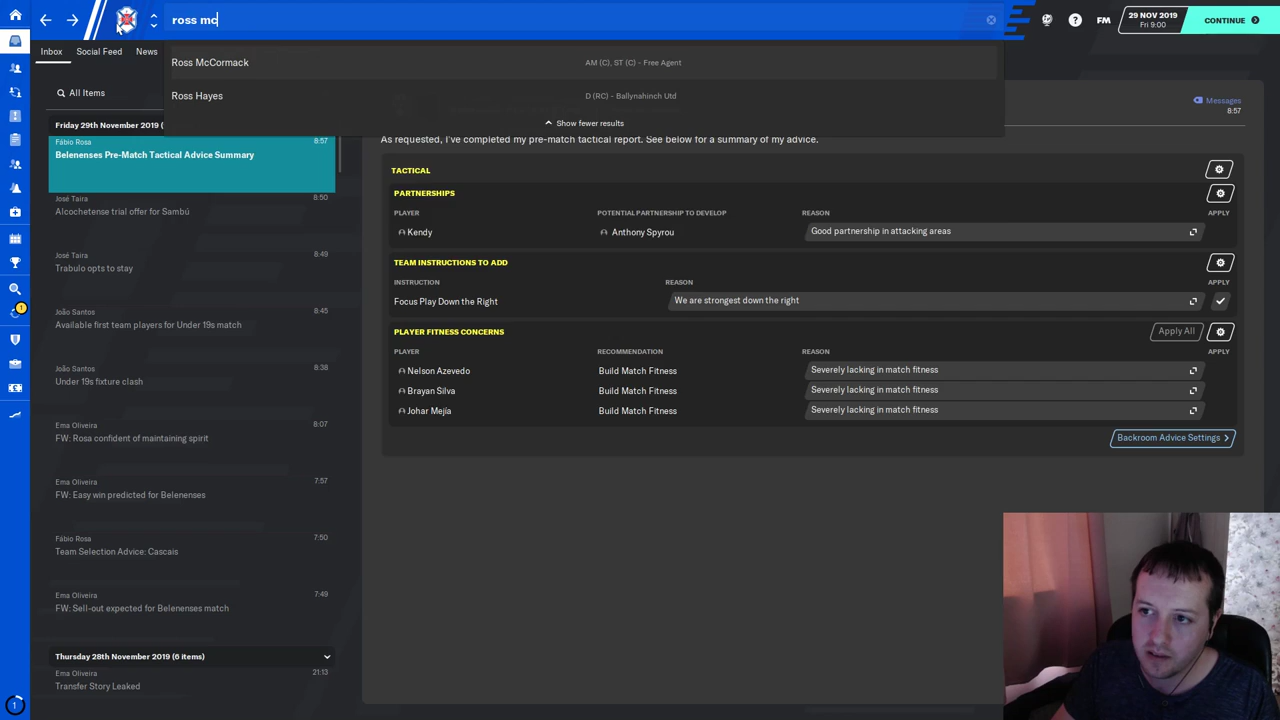 ross mc
FM
29 NOV 2019
Fri 9:00
CONTINUE
Inbox Social Feed News
Ross McCormack AM (C), ST (C) - Free Agent
Ross Hayes D (RC) - Ballynahinch Utd
Show fewer results
All Items
Messages
8:57
Friday 29th November 2019 (
Fábio Rosa 8:57
Belenenses Pre-Match Tactical Advice Summary
José Taira 8:50
Alcochetense trial offer for Sambú
José Taira 8:49
Trabulo opts to stay
João Santos 8:45
Available first team players for Under 19s match
João Santos 8:38
Under 19s fixture clash
Ema Oliveira 8:07
FW: Rosa confident of maintaining spirit
Ema Oliveira 7:57
FW: Easy win predicted for Belenenses
Fábio Rosa 7:50
Team Selection Advice: Cascais
Ema Oliveira 7:49
FW: Sell-out expected for Belenenses match
Thursday 28th November 2019 (6 items)
Ema Oliveira 21:13
Transfer Story Leaked
1
1
As requested, I've completed my pre-match tactical report. See below for a summary of my advice.
TACTICAL
PARTNERSHIPS
PLAYER POTENTIAL PARTNERSHIP TO DEVELOP REASON APPLY
Kendy Anthony Spyrou Good partnership in attacking areas
TEAM INSTRUCTIONS TO ADD
INSTRUCTION REASON APPLY
Focus Play Down the Right We are strongest down the right
PLAYER FITNESS CONCERNS Apply All
PLAYER RECOMMENDATION REASON APPLY
Nelson Azevedo Build Match Fitness Severely lacking in match fitness
Brayan Silva Build Match Fitness Severely lacking in match fitness
Johar Mejía Build Match Fitness Severely lacking in match fitness
Backroom Advice Settings